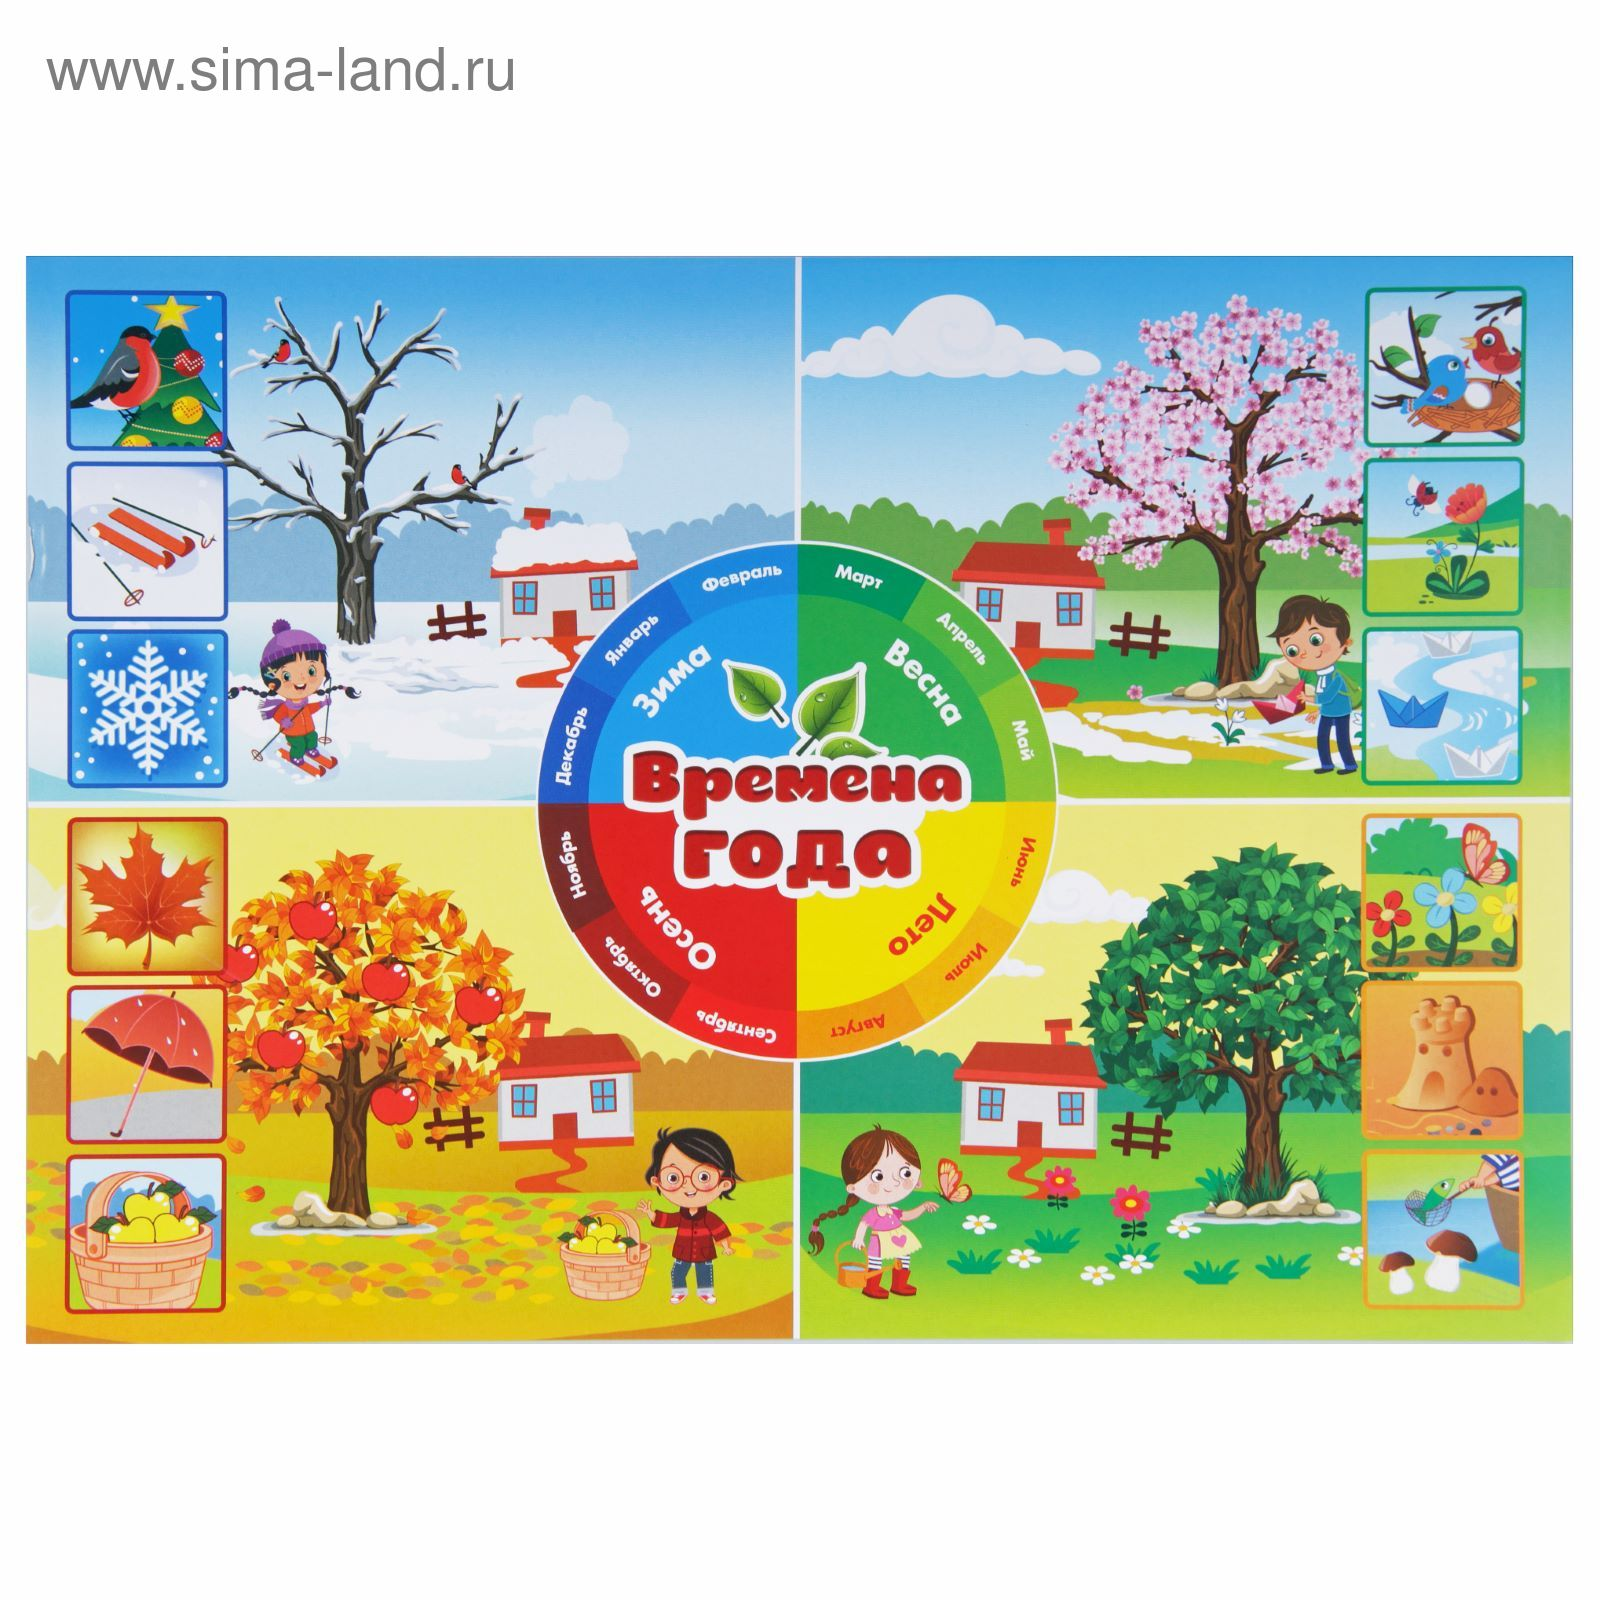 www.sima-land.ru
Февраль
Март
Январь
Апрель
Зима
Весна
Декабрь
Май
Времена
года
Ноябрь
Июнь
Осень
Лето
Октябрь
Июль
Сентябрь
Август